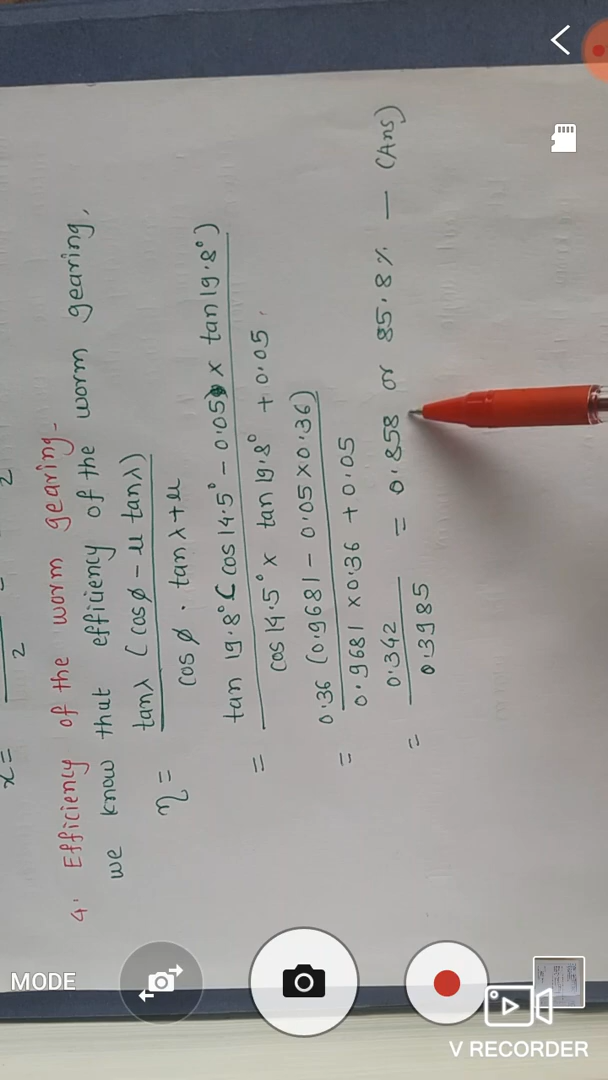 x = 2 = 2
4. Efficiency of the worm gearing-
we know that efficiency of the worm gearing,
η = tanλ (cosφ - μ tanλ) / cosφ . tanλ + μ
= tan 19.8° ( cos 14.5° - 0.05 x tan 19.8°) / cos 14.5° x tan 19.8° + 0.05.
= 0.36 (0.9681 - 0.05 x 0.36) / 0.9681 x 0.36 + 0.05
= 0.342 / 0.3985 = 0.858 or 85.8% - (Ans)
MODE
V RECORDER